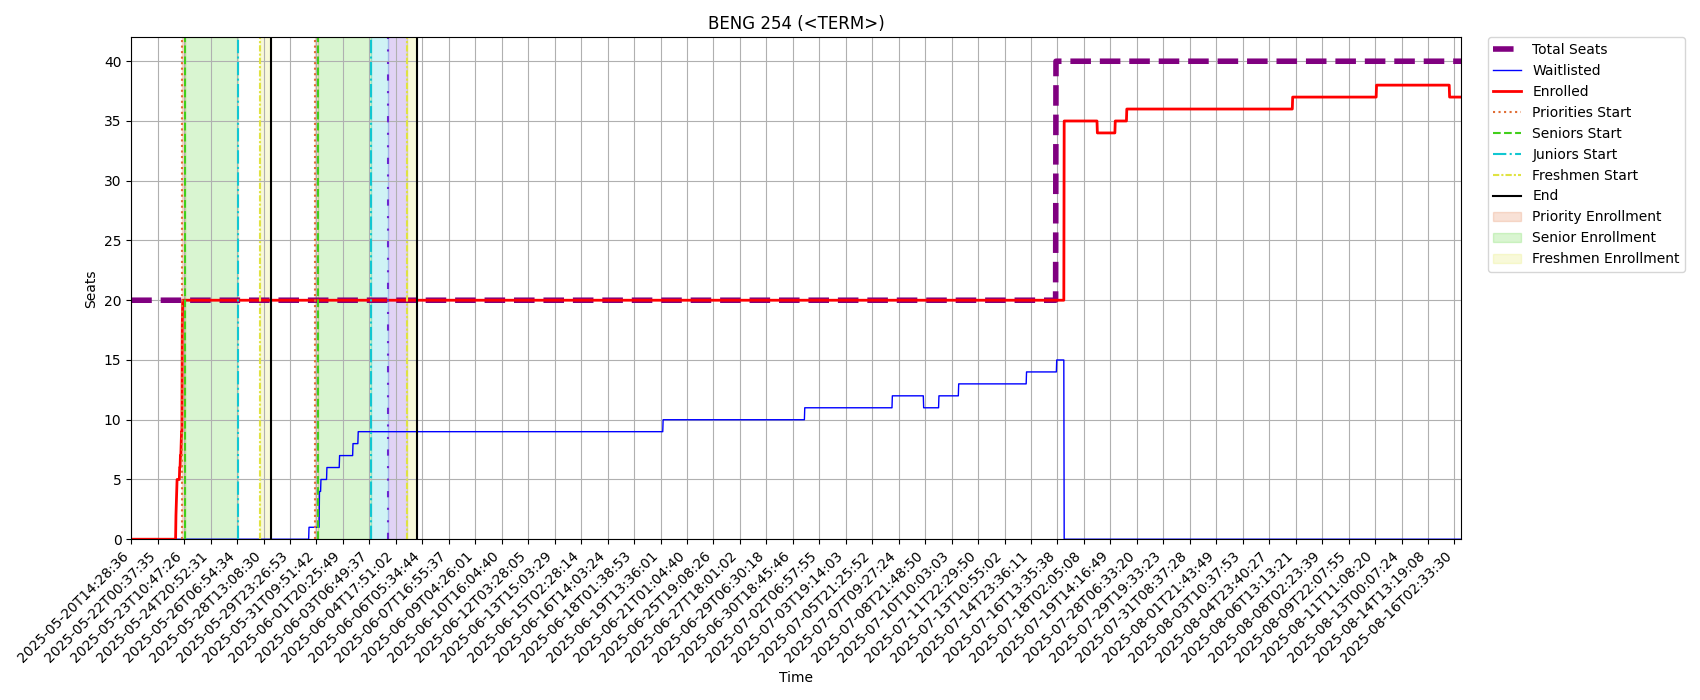 BENG 254 (<TERM>)
Total Seats
Waitlisted
Enrolled
Priorities Start
Seniors Start
Juniors Start
Freshmen Start
End
Priority Enrollment
Senior Enrollment
Freshmen Enrollment
Seats
40
35
30
25
20
15
10
5
0
2025-05-20T14:28:36
2025-05-22T00:37:35
2025-05-23T10:47:26
2025-05-24T20:52:31
2025-05-26T06:54:34
2025-05-28T13:08:30
2025-05-29T23:26:53
2025-05-31T09:51:42
2025-06-01T20:25:49
2025-06-03T06:49:37
2025-06-04T17:51:02
2025-06-06T05:34:44
2025-06-07T16:55:37
2025-06-09T04:26:01
2025-06-10T16:04:40
2025-06-12T03:28:05
2025-06-13T15:03:29
2025-06-15T02:28:14
2025-06-16T14:03:24
2025-06-18T01:38:53
2025-06-19T13:36:01
2025-06-21T01:04:40
2025-06-25T19:08:26
2025-06-27T18:01:02
2025-06-29T06:30:18
2025-06-30T18:45:46
2025-07-02T06:57:55
2025-07-03T19:14:03
2025-07-05T21:25:52
2025-07-07T09:27:24
2025-07-08T21:48:50
2025-07-10T10:03:03
2025-07-11T22:29:50
2025-07-13T10:55:02
2025-07-14T23:36:11
2025-07-16T13:35:38
2025-07-18T02:05:08
2025-07-19T14:16:49
2025-07-28T06:33:20
2025-07-29T19:33:23
2025-07-31T08:37:28
2025-08-01T21:43:49
2025-08-03T10:37:53
2025-08-04T23:40:27
2025-08-06T13:13:21
2025-08-08T02:23:39
2025-08-09T22:07:55
2025-08-11T11:08:20
2025-08-13T00:07:24
2025-08-14T13:19:08
2025-08-16T02:33:30
Time